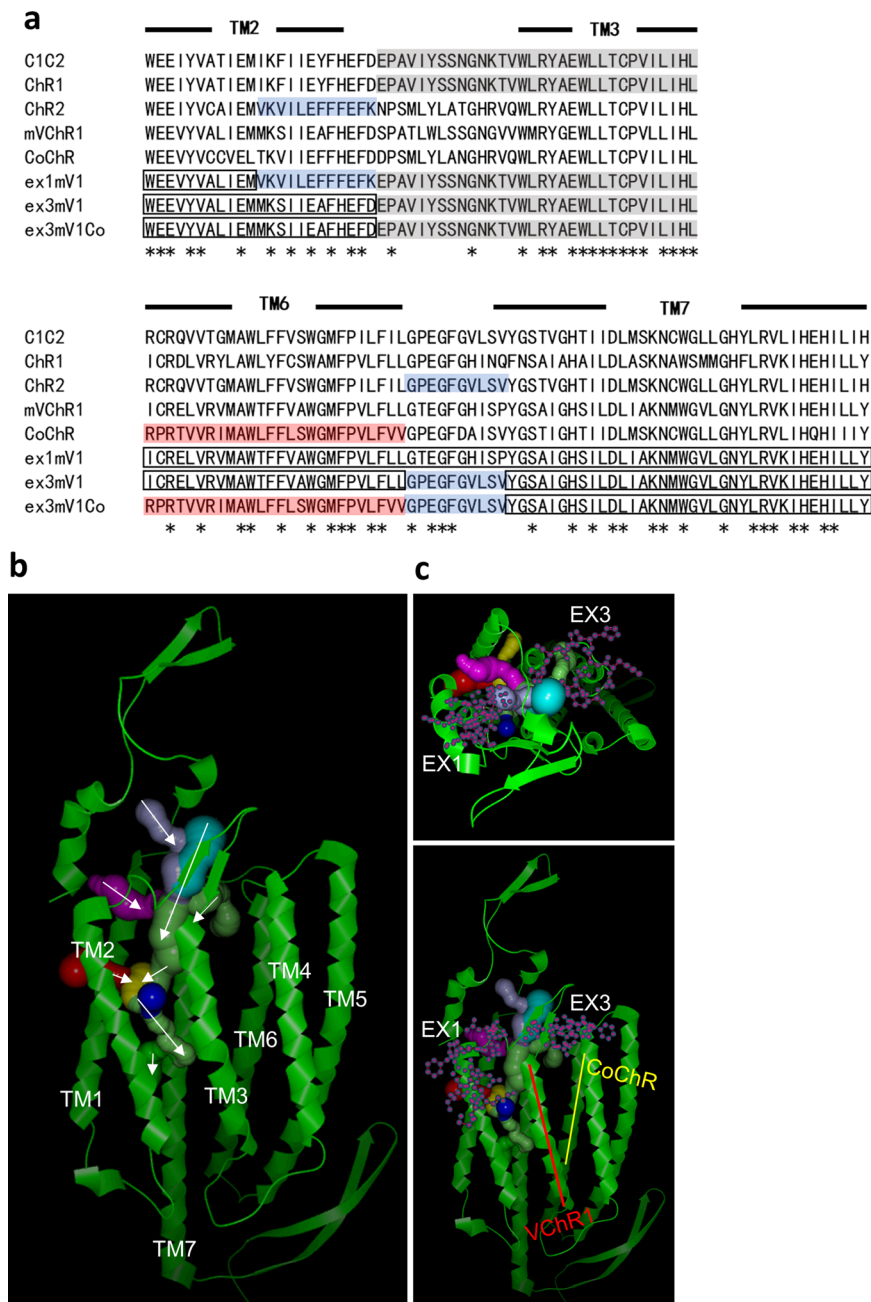 a
TM2 TM3
C1C2 WEEIYVATIEMIKFIIEYFHEFDEPAVIYSSNGNKTVWLRYAEWLLTCPVILIHL
ChR1 WEEIYVATIEMIKFIIEYFHEFDEPAVIYSSNGNKTVWLRYAEWLLTCPVILIHL
ChR2 WEEIYVCAIEMVKVILEFFFEFKNPSMLYLATGHRVQWLRYAEWLLTCPVILIHL
mVChR1 WEEVYVALIEMMKSIIEAFHEFDSPATLWLSSGNGVVWMRYGEWLLTCPVLLIHL
CoChR WEEVYVCCVELTKVIIEFFHEFDDPSMLYLANGHRVQWLRYAEWLLTCPVILIHL
ex1mV1 WEEVYVALIEMVKVILEFFFEFKEPAVIYSSNGNKTVWLRYAEWLLTCPVILIHL
ex3mV1 WEEVYVALIEMMKSIIEAFHEFDEPAVIYSSNGNKTVWLRYAEWLLTCPVILIHL
ex3mV1Co WEEVYVALIEMMKSIIEAFHEFDEPAVIYSSNGNKTVWLRYAEWLLTCPVILIHL
*** ** * * * * * ** * * * ** ******** ****
TM6 TM7
C1C2 RCRQVVTGMAWLFFVSWGMFPILFILGPEGFGVLSVYGSTVGHTIIDLMSKNCWGLLGHYLRVLIHEHILIH
ChR1 ICRDLVRYLAWLYFCSWAMFPVLFLLGPEGFGHINQFNSAIAHAILDLASKNAWSMMGHFLRVKIHEHILLY
ChR2 RCRQVVTGMAWLFFVSWGMFPILFILGPEGFGVLSVYGSTVGHTIIDLMSKNCWGLLGHYLRVLIHEHILIH
mVChR1 ICRELVRVMAWTFFVAWGMFPVLFLLGTEGFGHISPYGSAIGHSILDLIAKNMWGVLGNYLRVKIHEHILLY
CoChR RPRTVVRIMAWLFFLSWGMFPVLFVVGPEGFDAISVYGSTIGHTIIDLMSKNCWGLLGHYLRVLIHQHIIIY
ex1mV1 ICRELVRVMAWTFFVAWGMFPVLFLLGTEGFGHISPYGSAIGHSILDLIAKNMWGVLGNYLRVKIHEHILLY
ex3mV1 ICRELVRVMAWTFFVAWGMFPVLFLLGPEGFGVLSVYGSAIGHSILDLIAKNMWGVLGNYLRVKIHEHILLY
ex3mV1Co RPRTVVRIMAWLFFLSWGMFPVLFVVGPEGFGVLSVYGSAIGHSILDLIAKNMWGVLGNYLRVKIHEHILLY
* * ** * * *** * ** * *** * * * ** ** * * *** * **
b
c
EX3
EX1
TM2
TM4
TM5
TM6
TM1
TM3
TM7
EX1
EX3
CoChR
VChR1